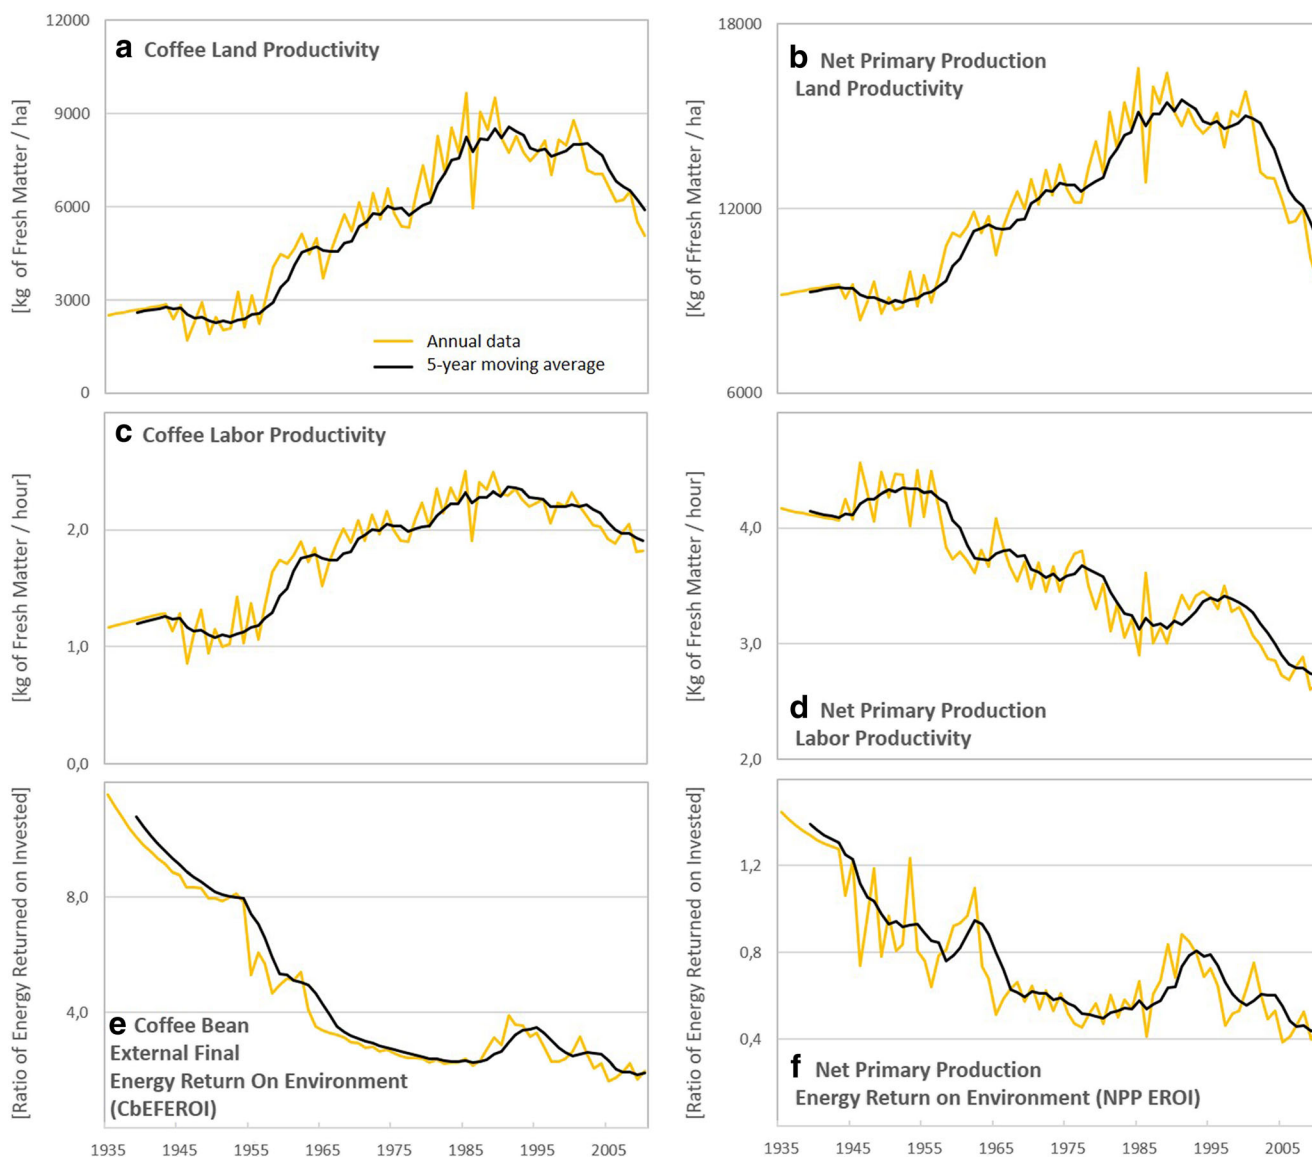 a Coffee Land Productivity
[kg of Fresh Matter / ha]
12000
9000
6000
3000
0
Annual data
5-year moving average
b Net Primary Production
Land Productivity
[Kg of Ffresh Matter / ha]
18000
12000
6000
c Coffee Labor Productivity
[kg of Fresh Matter / hour]
2,0
1,0
0,0
d Net Primary Production
Labor Productivity
[Kg of Fresh Matter / hour]
4,0
3,0
2,0
e Coffee Bean
External Final
Energy Return On Environment
(CbEFEROI)
[Ratio of Energy Returned on Invested]
8,0
4,0
1935 1945 1955 1965 1975 1985 1995 2005
f Net Primary Production
Energy Return on Environment (NPP EROI)
[Ratio of Energy Returned on Invested]
1,2
0,8
0,4
1935 1945 1955 1965 1975 1985 1995 2005